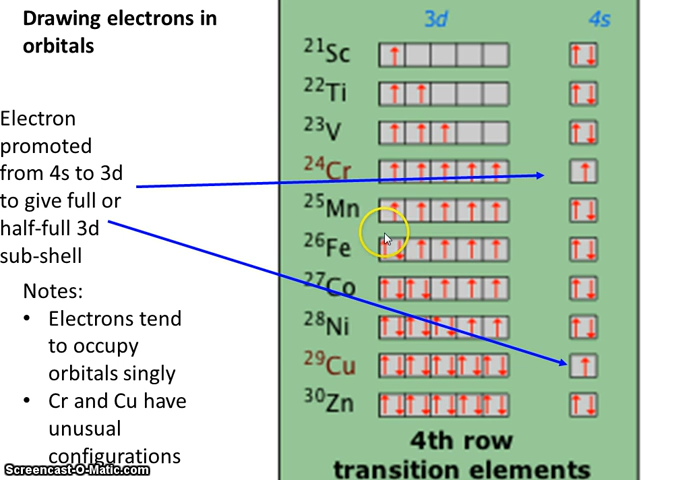 Drawing electrons in
orbitals
Electron
promoted
from 4s to 3d
to give full or
half-full 3d
sub-shell
Notes:
• Electrons tend
to occupy
orbitals singly
• Cr and Cu have
unusual
configurations
Screencast-O-Matic.com
3d 4s
21Sc
22Ti
23V
24Cr
25Mn
26Fe
27Co
28Ni
29Cu
30Zn
4th row
transition elements